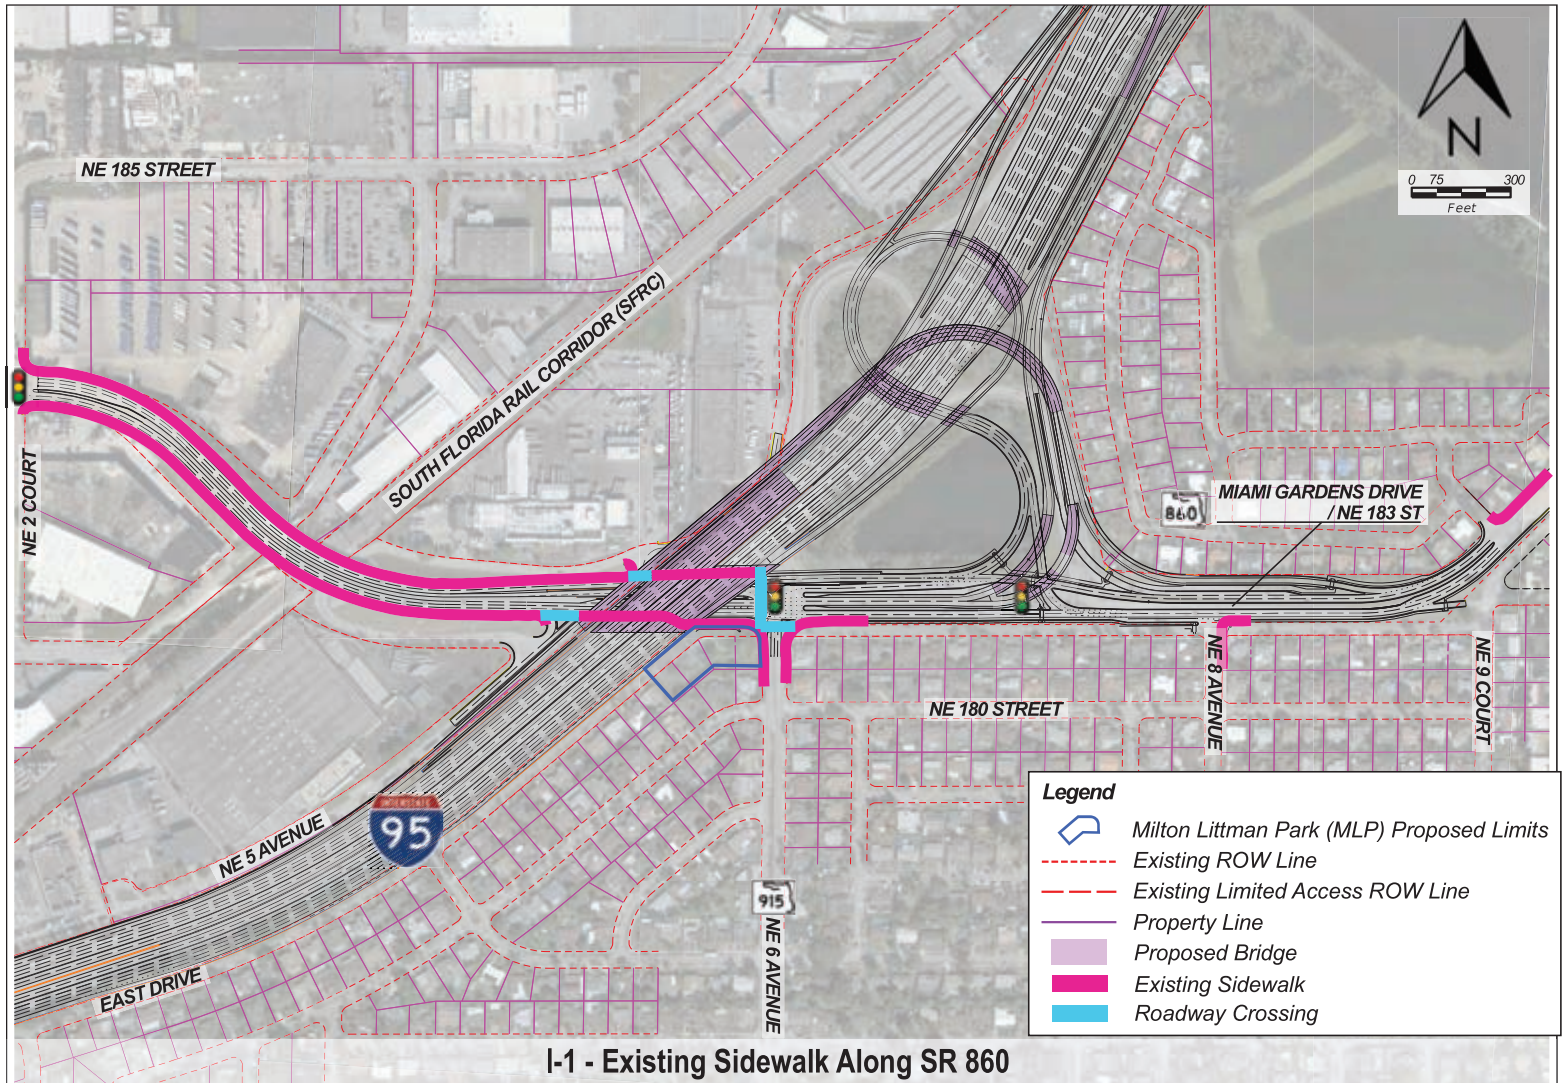 NE 185 STREET
N
0 75 300
Feet
SOUTH FLORIDA RAIL CORRIDOR (SFRC)
NE 2 COURT
860
MIAMI GARDENS DRIVE
/ NE 183 ST
NE 8 AVENUE
NE 9 COURT
NE 180 STREET
INTERSTATE
95
NE 5 AVENUE
EAST DRIVE
915
NE 6 AVENUE
Legend
Milton Littman Park (MLP) Proposed Limits
Existing ROW Line
Existing Limited Access ROW Line
Property Line
Proposed Bridge
Existing Sidewalk
Roadway Crossing
I-1 - Existing Sidewalk Along SR 860